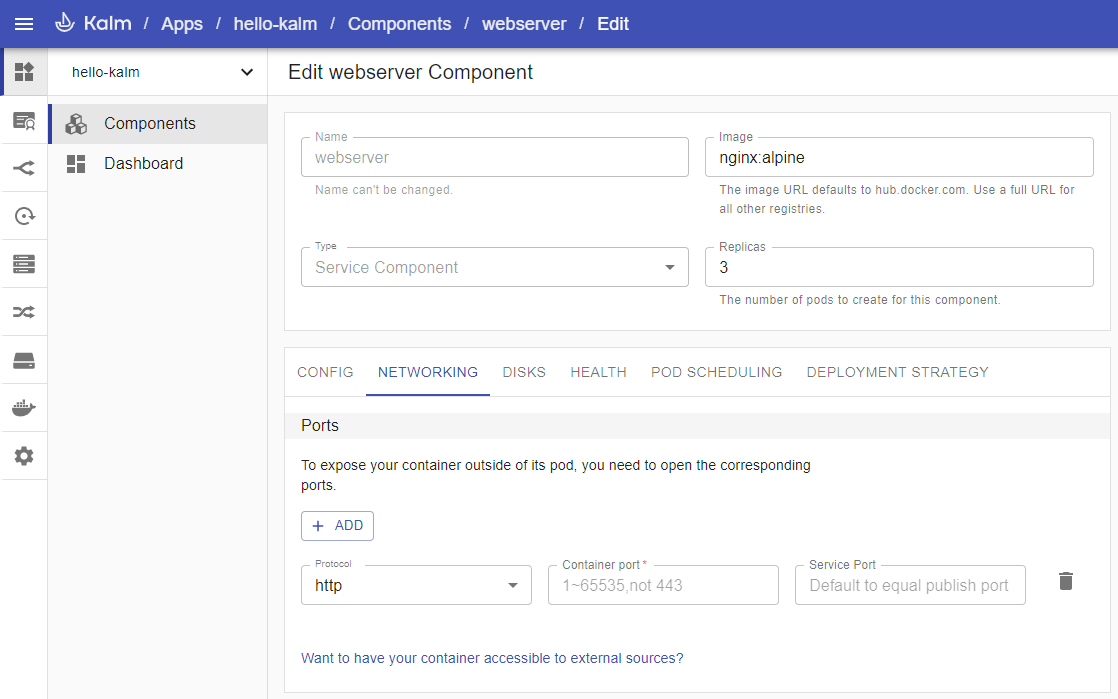 Kalm / Apps / hello-kalm / Components / webserver / Edit
hello-kalm
Edit webserver Component
Components
Dashboard
Name
webserver
Name can't be changed.
Image
nginx:alpine
The image URL defaults to hub.docker.com. Use a full URL for
all other registries.
Type
Service Component
Replicas
3
The number of pods to create for this component.
CONFIG NETWORKING DISKS HEALTH POD SCHEDULING DEPLOYMENT STRATEGY
Ports
To expose your container outside of its pod, you need to open the corresponding
ports.
+ ADD
Protocol
http
Container port *
1~65535,not 443
Service Port
Default to equal publish port
Want to have your container accessible to external sources?